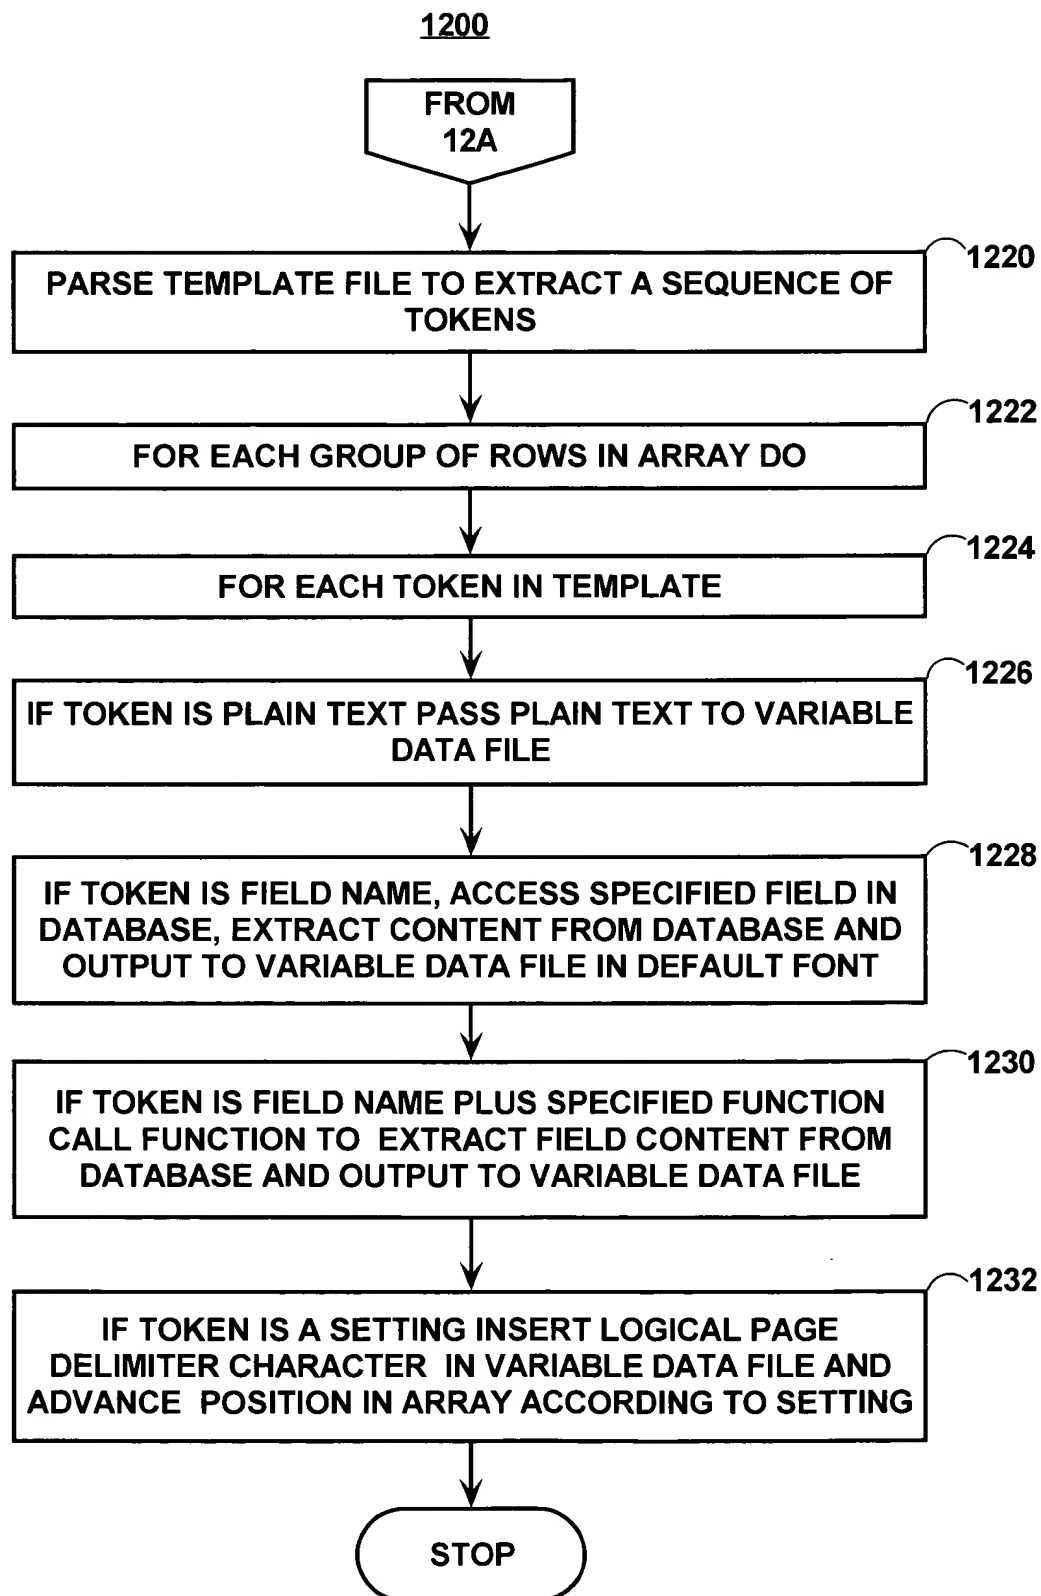 1200
FROM
12A
1220
PARSE TEMPLATE FILE TO EXTRACT A SEQUENCE OF
TOKENS
1222
FOR EACH GROUP OF ROWS IN ARRAY DO
1224
FOR EACH TOKEN IN TEMPLATE
1226
IF TOKEN IS PLAIN TEXT PASS PLAIN TEXT TO VARIABLE
DATA FILE
1228
IF TOKEN IS FIELD NAME, ACCESS SPECIFIED FIELD IN
DATABASE, EXTRACT CONTENT FROM DATABASE AND
OUTPUT TO VARIABLE DATA FILE IN DEFAULT FONT
1230
IF TOKEN IS FIELD NAME PLUS SPECIFIED FUNCTION
CALL FUNCTION TO EXTRACT FIELD CONTENT FROM
DATABASE AND OUTPUT TO VARIABLE DATA FILE
1232
IF TOKEN IS A SETTING INSERT LOGICAL PAGE
DELIMITER CHARACTER IN VARIABLE DATA FILE AND
ADVANCE POSITION IN ARRAY ACCORDING TO SETTING
STOP